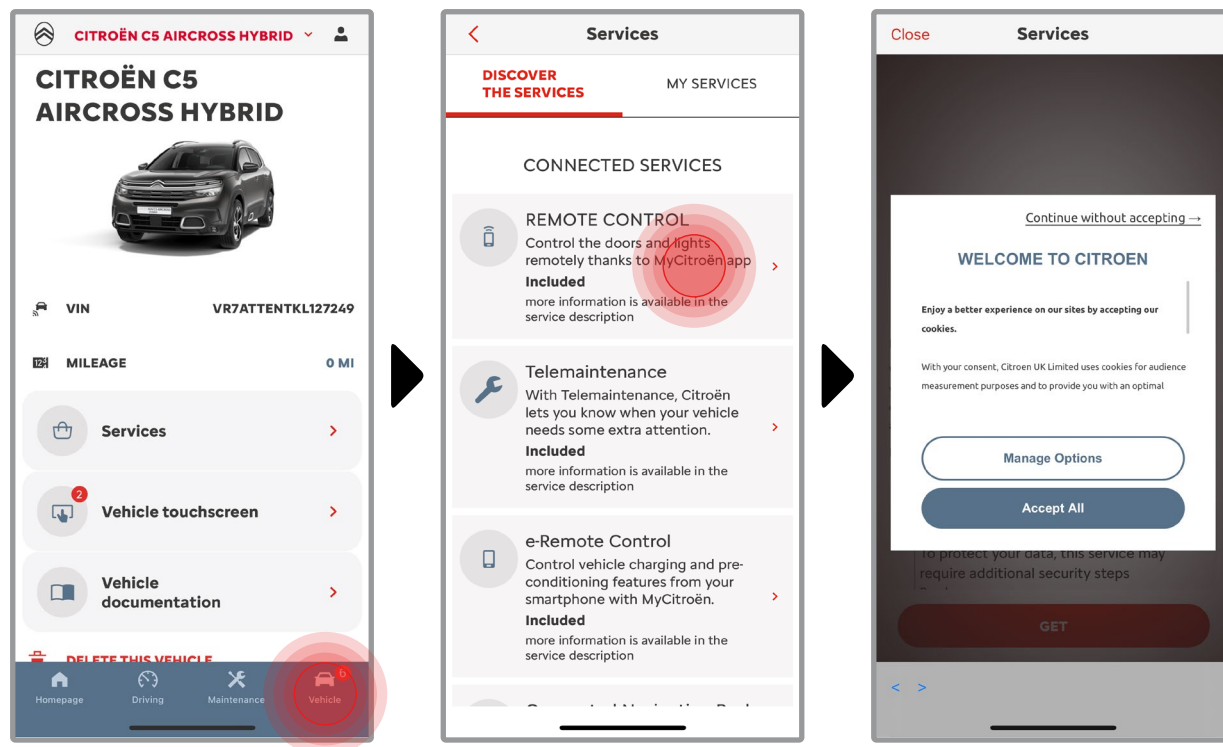 CITROËN C5 AIRCROSS HYBRID
CITROËN C5
AIRCROSS HYBRID
VIN VR7ATTENTKL127249
MILEAGE 0 MI
Services
2
Vehicle touchscreen
Vehicle
documentation
DELETE THIS VEHICLE
6
Homepage Driving Maintenance Vehicle
Services
DISCOVER
THE SERVICES
MY SERVICES
CONNECTED SERVICES
REMOTE CONTROL
Control the doors and lights
remotely thanks to MyCitroën app
Included
more information is available in the
service description
Telemaintenance
With Telemaintenance, Citroën
lets you know when your vehicle
needs some extra attention.
Included
more information is available in the
service description
e-Remote Control
Control vehicle charging and pre-
conditioning features from your
smartphone with MyCitroën.
Included
more information is available in the
service description
Close Services
Continue without accepting →
WELCOME TO CITROEN
Enjoy a better experience on our sites by accepting our
cookies.
With your consent, Citroen UK Limited uses cookies for audience
measurement purposes and to provide you with an optimal
Manage Options
Accept All
To protect your data, this service may
require additional security steps
GET
< >